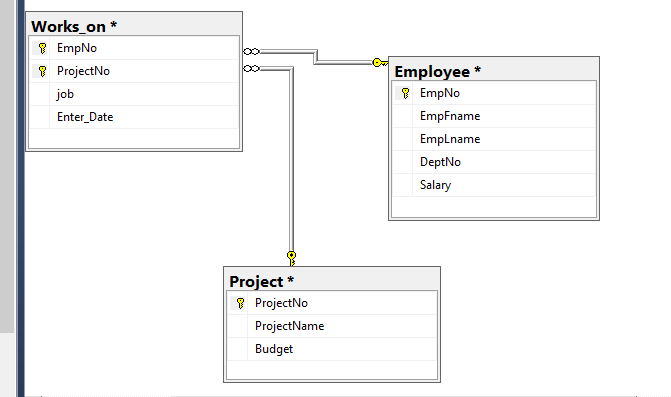 Works_on *
EmpNo
ProjectNo
job
Enter_Date
Employee *
EmpNo
EmpFname
EmpLname
DeptNo
Salary
Project *
ProjectNo
ProjectName
Budget